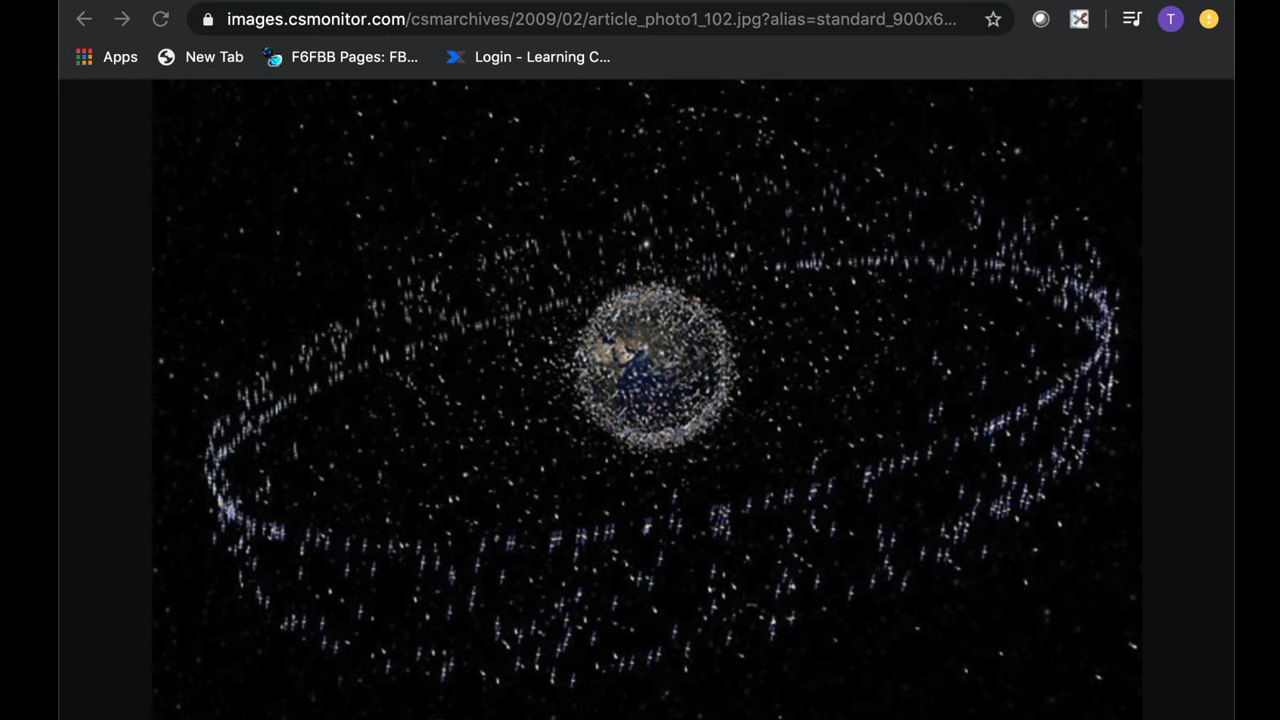 images.csmonitor.com/csmarchives/2009/02/article_photo1_102.jpg?alias=standard_900x6...
T
Apps
New Tab
F6FBB Pages: FB...
Login - Learning C...